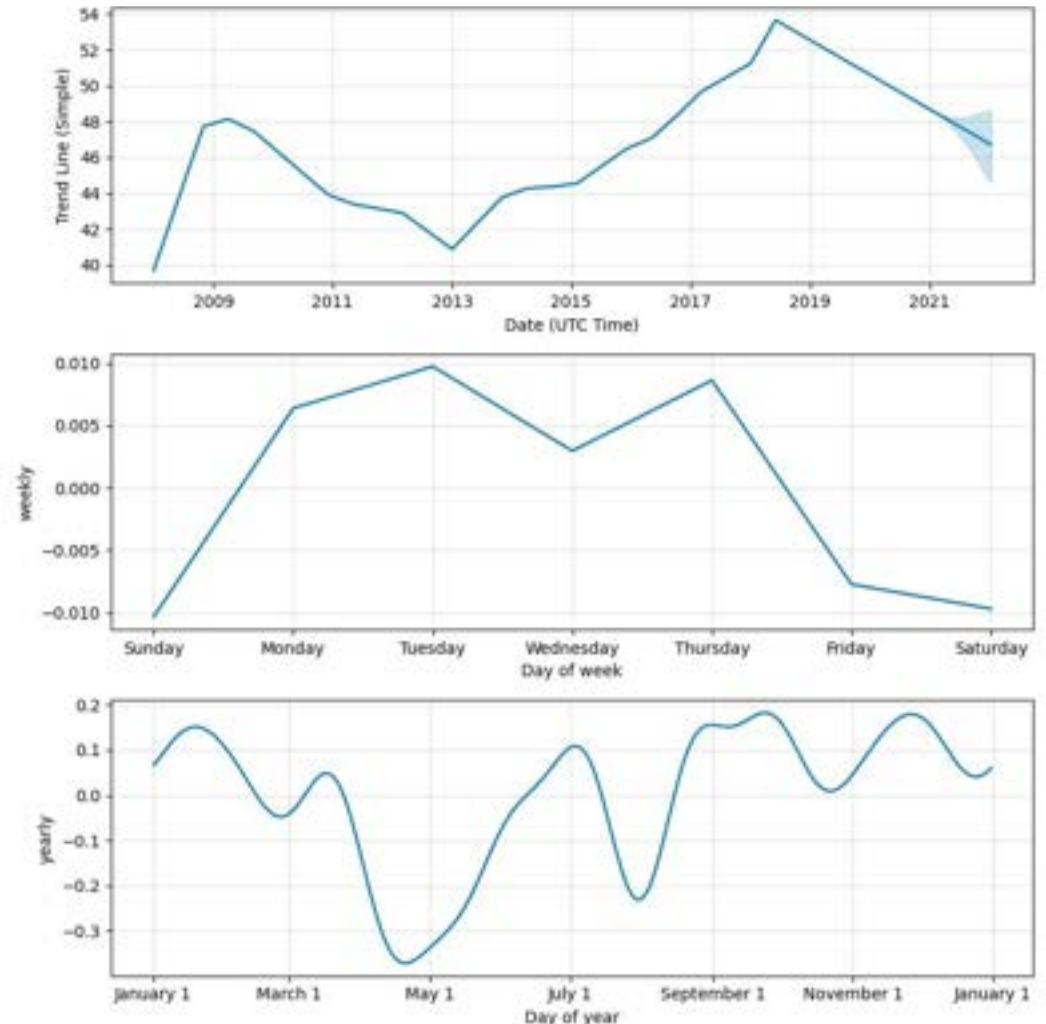 54
52
50
48
46
44
42
40
Trend Line (Simple)
2009 2011 2013 2015 2017 2019 2021
Date (UTC Time)
0.010
0.005
0.000
−0.005
−0.010
weekly
Sunday Monday Tuesday Wednesday Thursday Friday Saturday
Day of week
0.2
0.1
0.0
−0.1
−0.2
−0.3
yearly
January 1 March 1 May 1 July 1 September 1 November 1 January 1
Day of year